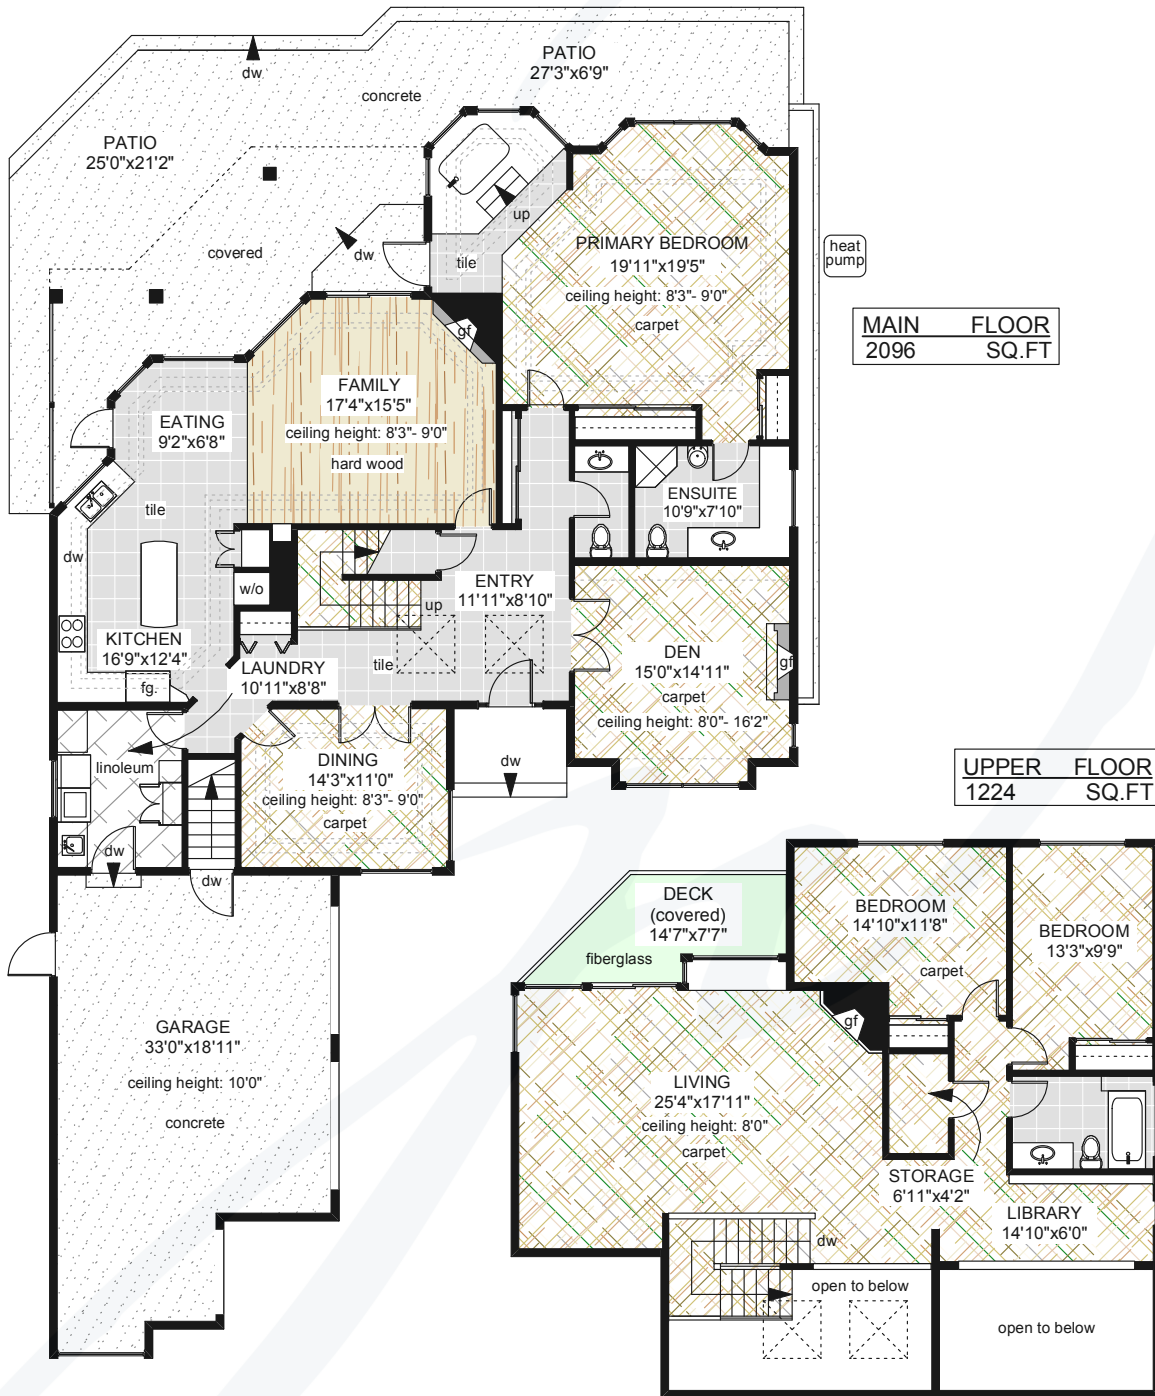 PATIO
27'3"x6'9"
dw
concrete
PATIO
25'0"x21'2"
covered
dw
up
tile
PRIMARY BEDROOM
19'11"x19'5"
ceiling height: 8'3"- 9'0"
carpet
heat
pump
MAIN FLOOR
2096 SQ.FT
gf
FAMILY
17'4"x15'5"
ceiling height: 8'3"- 9'0"
hard wood
EATING
9'2"x6'8"
tile
dw
ENSUITE
10'9"x7'10"
w/o
up
ENTRY
11'11"x8'10"
KITCHEN
16'9"x12'4"
fg.
LAUNDRY
10'11"x8'8"
tile
DEN
15'0"x14'11"
carpet
ceiling height: 8'0"- 16'2"
gf
linoleum
dw
dw
DINING
14'3"x11'0"
ceiling height: 8'3"- 9'0"
carpet
dw
UPPER FLOOR
1224 SQ.FT
GARAGE
33'0"x18'11"
ceiling height: 10'0"
concrete
DECK
(covered)
14'7"x7'7"
fiberglass
BEDROOM
14'10"x11'8"
carpet
BEDROOM
13'3"x9'9"
gf
LIVING
25'4"x17'11"
ceiling height: 8'0"
carpet
STORAGE
6'11"x4'2"
LIBRARY
14'10"x6'0"
dw
open to below
open to below